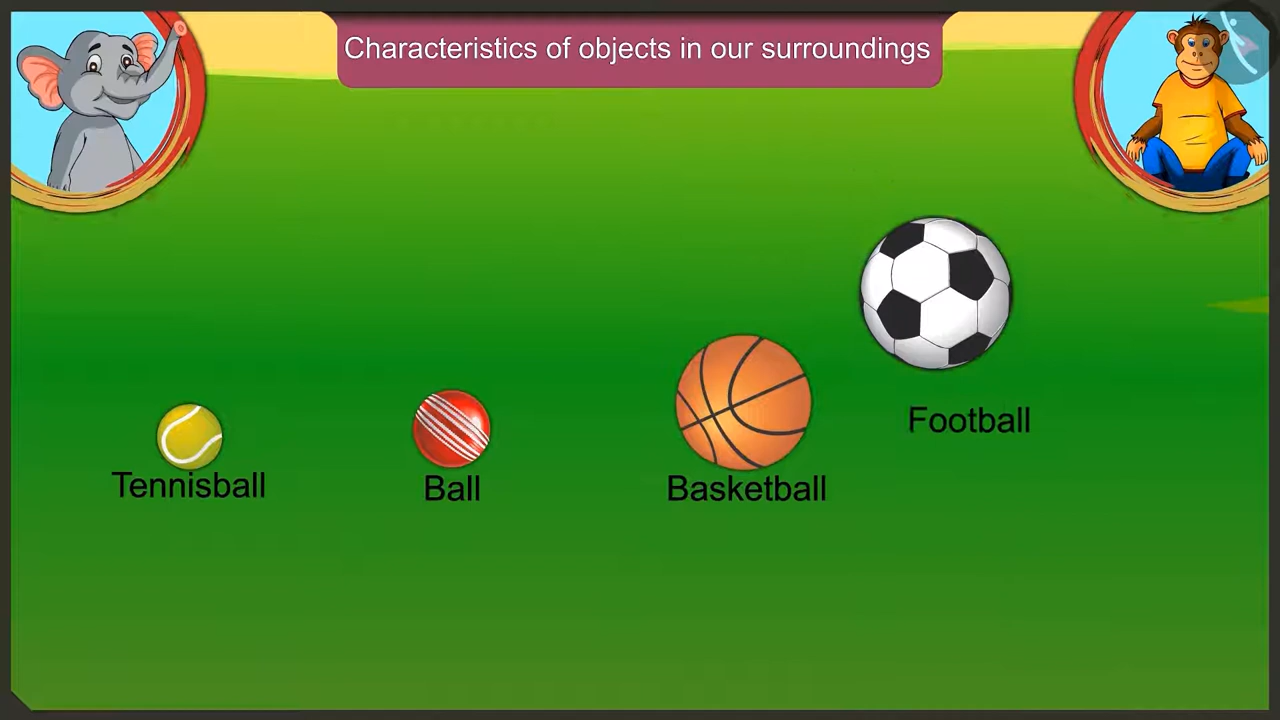 Characteristics of objects in our surroundings
Football
Tennisball
Ball
Basketball